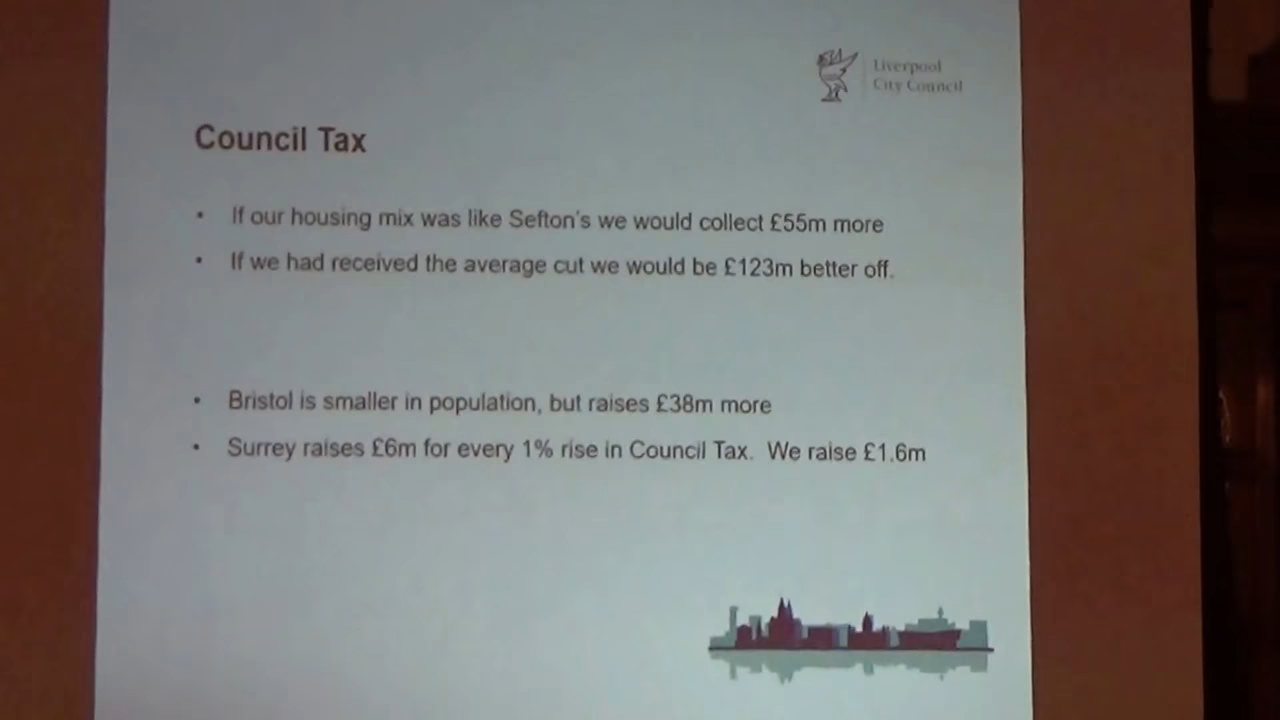 Liverpool
City Council
Council Tax
• If our housing mix was like Sefton's we would collect £55m more
• If we had received the average cut we would be £123m better off.
• Bristol is smaller in population, but raises £38m more
• Surrey raises £6m for every 1% rise in Council Tax. We raise £1.6m